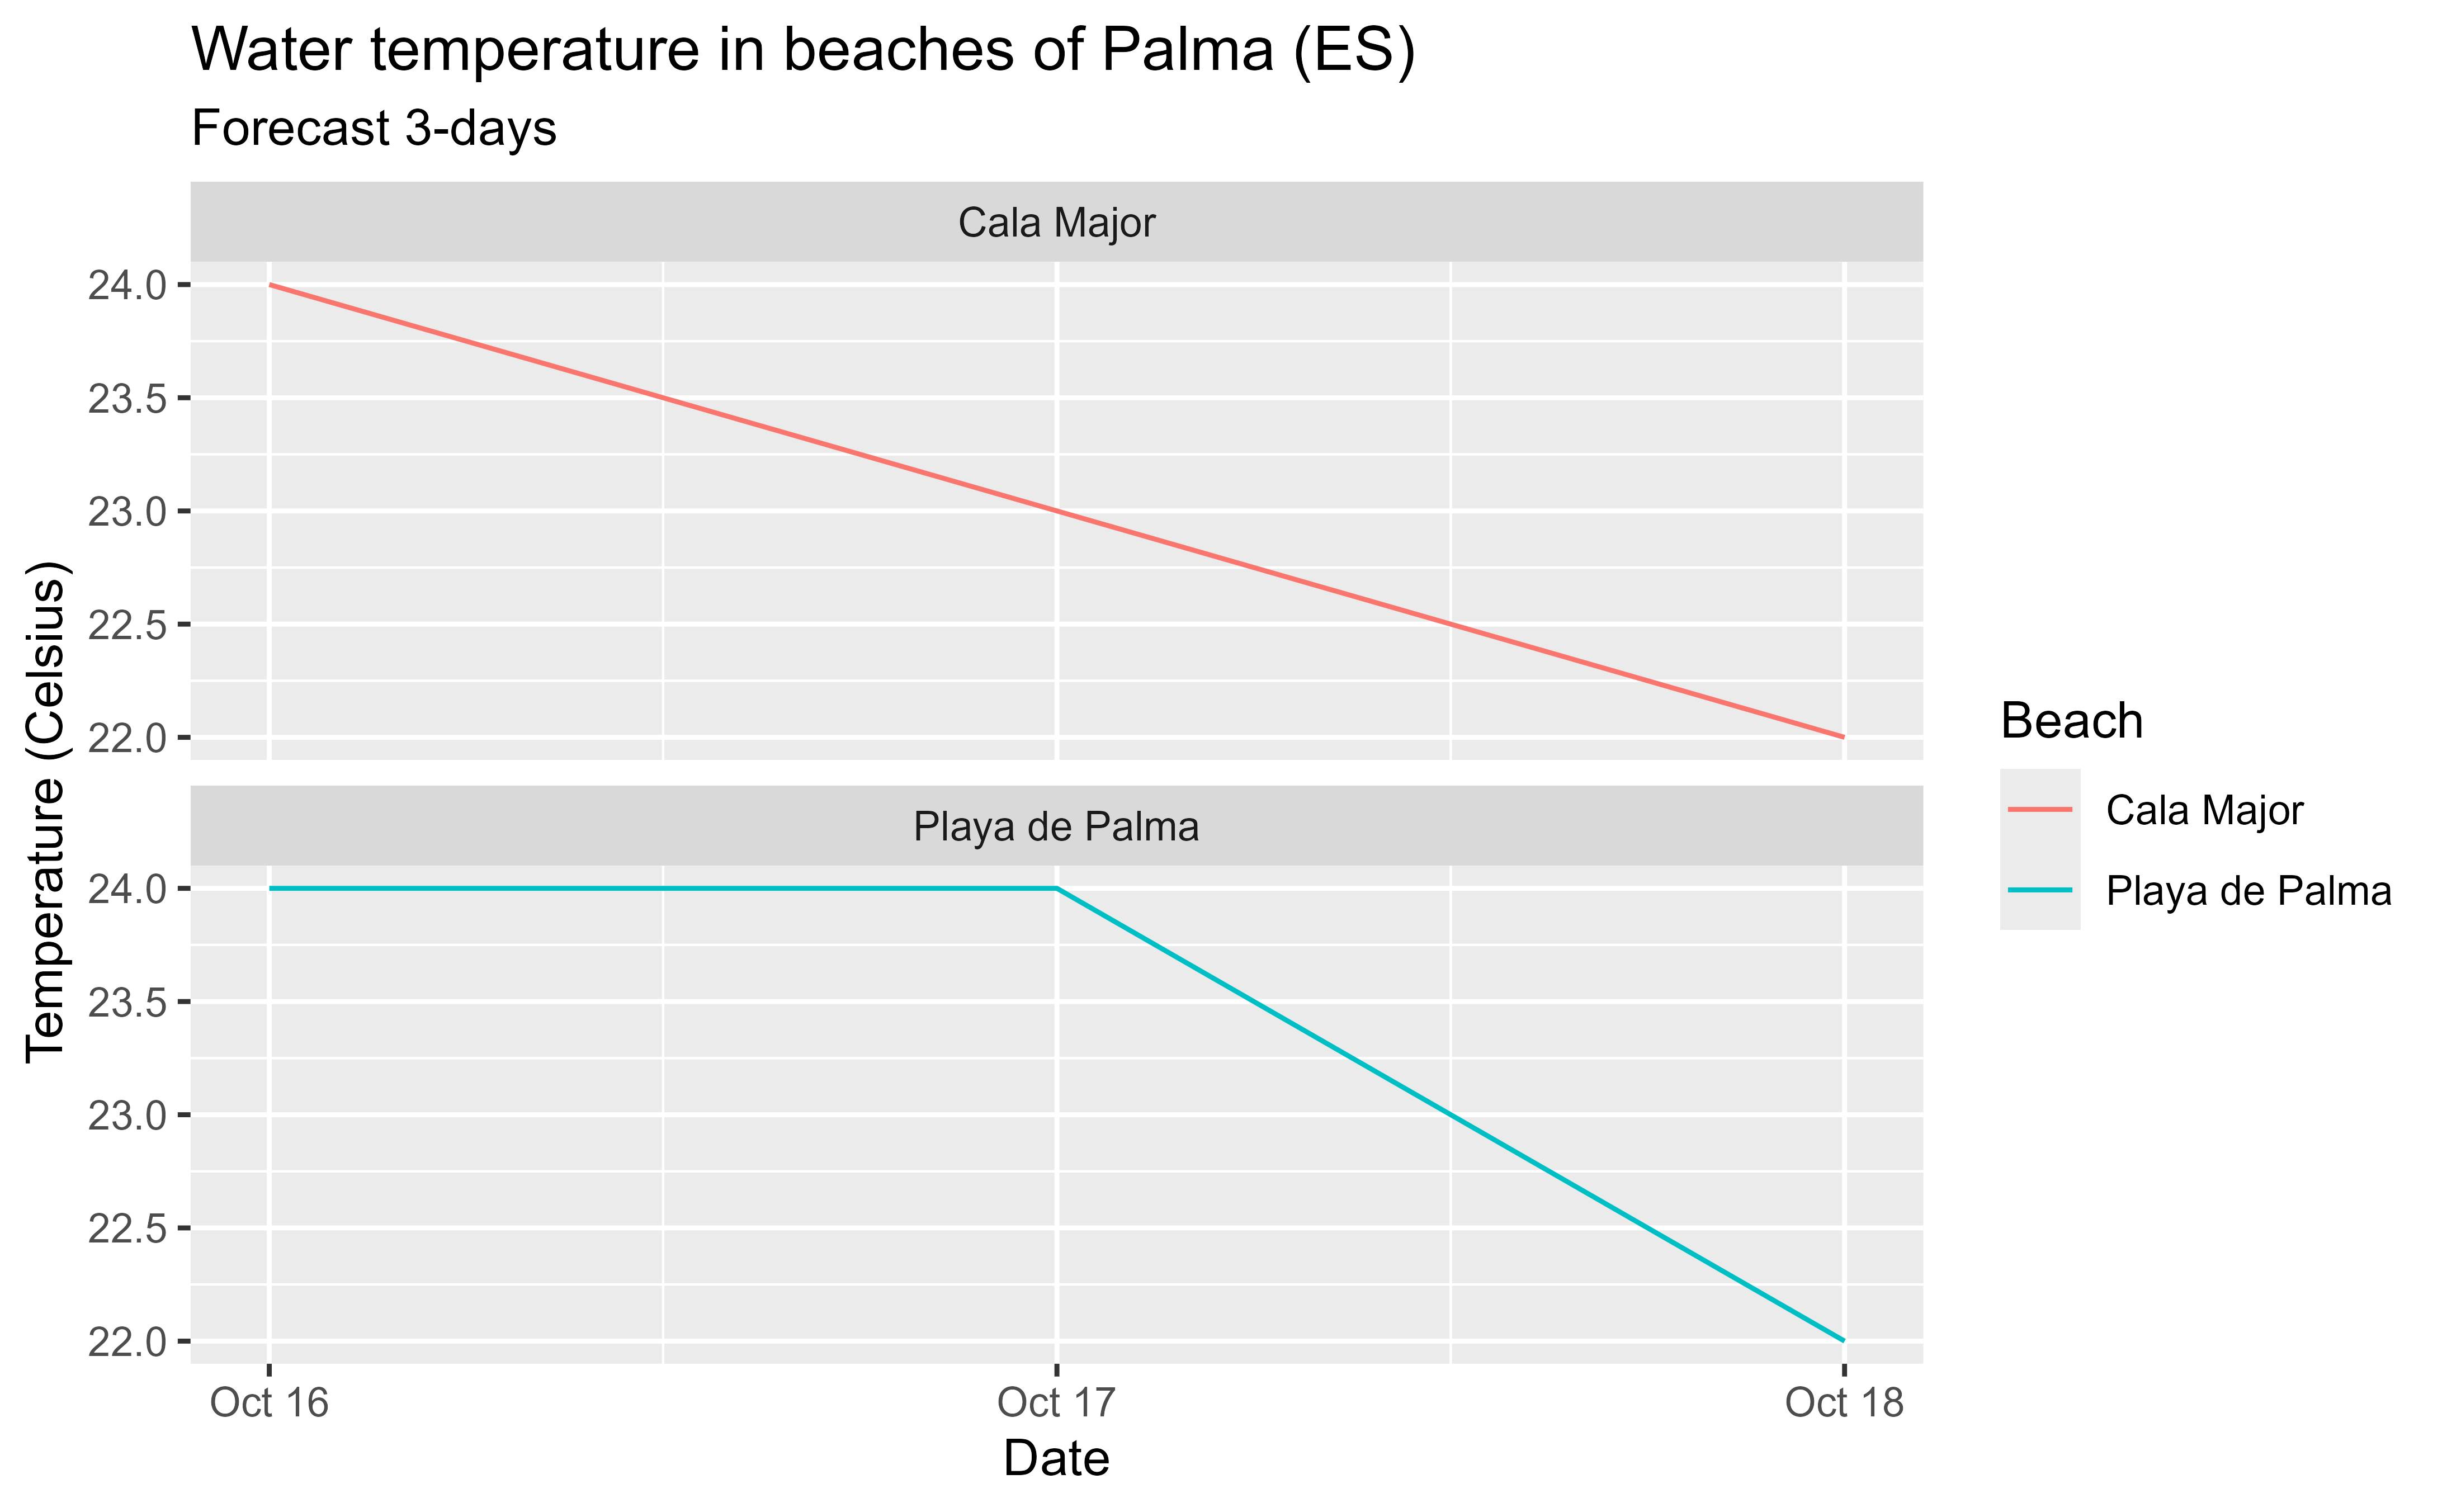 Water temperature in beaches of Palma (ES)
Forecast 3-days
Cala Major
24.0
23.5
23.0
22.5
22.0
Playa de Palma
24.0
23.5
23.0
22.5
22.0
Temperature (Celsius)
Oct 16
Oct 17
Oct 18
Date
Beach
Cala Major
Playa de Palma